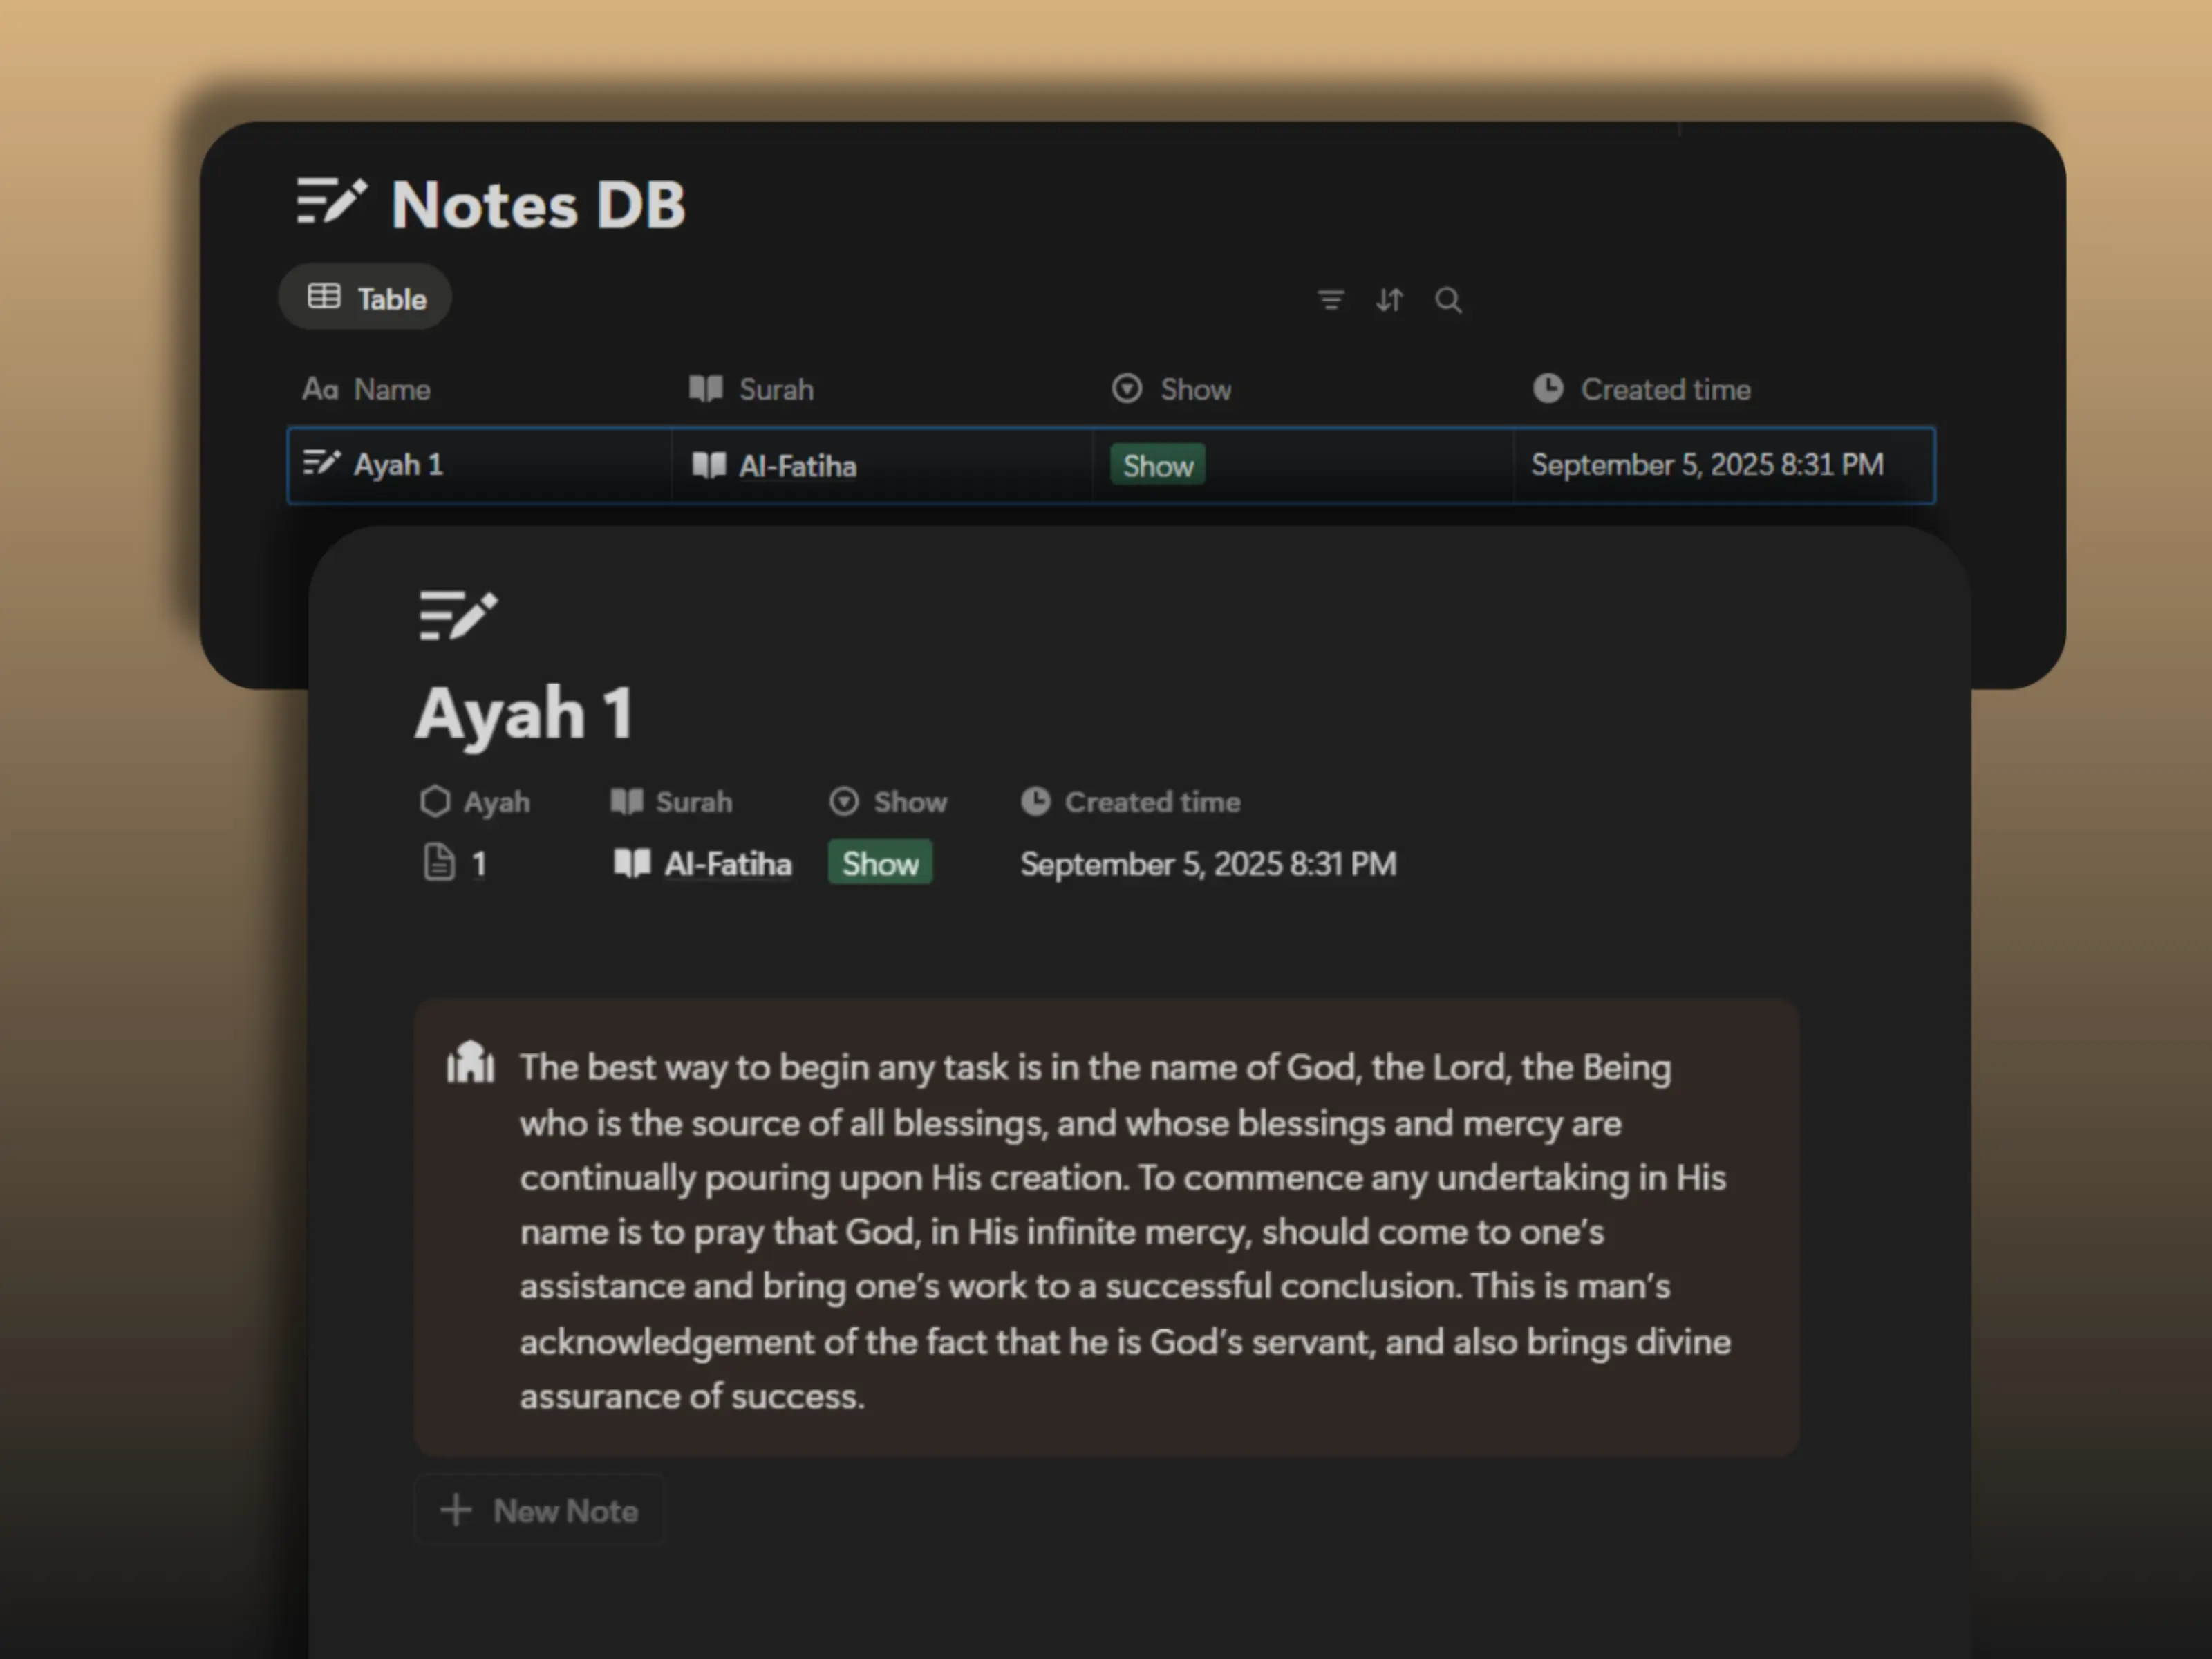 Notes DB
Table
Aa Name Surah Show Created time
Ayah 1 Al-Fatiha Show September 5, 2025 8:31 PM
Ayah 1
Ayah Surah Show Created time
1 Al-Fatiha Show September 5, 2025 8:31 PM
The best way to begin any task is in the name of God, the Lord, the Being
who is the source of all blessings, and whose blessings and mercy are
continually pouring upon His creation. To commence any undertaking in His
name is to pray that God, in His infinite mercy, should come to one’s
assistance and bring one’s work to a successful conclusion. This is man’s
acknowledgement of the fact that he is God’s servant, and also brings divine
assurance of success.
+ New Note